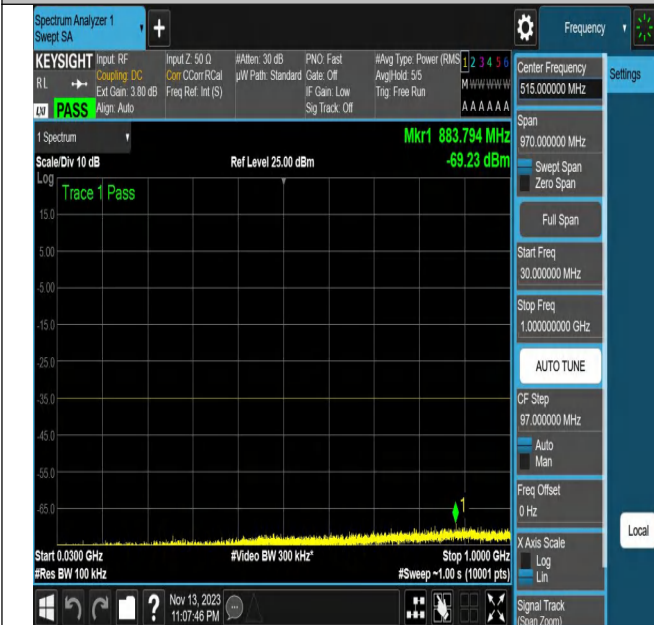 Spectrum Analyzer 1
Swept SA
+
Frequency
KEYSIGHT
RL
LXI PASS
Input: RF
Coupling: DC
Ext Gain: 3.80 dB
Align: Auto
Input Z: 50 Ω
Corr CCorr RCal
Freq Ref: Int (S)
#Atten: 30 dB
µW Path: Standard
PNO: Fast
Gate: Off
IF Gain: Low
Sig Track: Off
#Avg Type: Power (RMS
Avg|Hold: 5/5
Trig: Free Run
1 2 3 4 5 6
M W W W W W
A A A A A A
1 Spectrum
Scale/Div 10 dB
Ref Level 25.00 dBm
Mkr1 883.794 MHz
-69.23 dBm
Log
Trace 1 Pass
15.0
5.00
-5.00
-15.0
-25.0
-35.0
-45.0
-55.0
-65.0
1
Start 0.0300 GHz
#Video BW 300 kHz*
Stop 1.0000 GHz
#Res BW 100 kHz
#Sweep ~1.00 s (10001 pts)
?
Nov 13, 2023
11:07:46 PM
Center Frequency
515.000000 MHz
Settings
Span
970.000000 MHz
Swept Span
Zero Span
Full Span
Start Freq
30.000000 MHz
Stop Freq
1.000000000 GHz
AUTO TUNE
CF Step
97.000000 MHz
Auto
Man
Freq Offset
0 Hz
X Axis Scale
Log
Lin
Local
Signal Track
(Span Zoom)